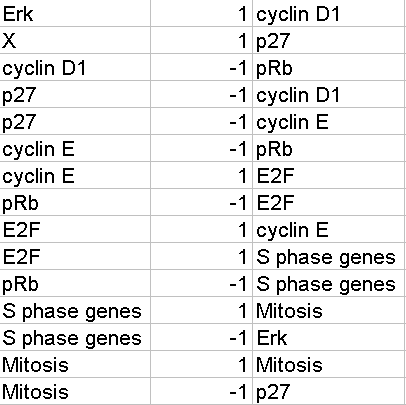 Erk 1 cyclin D1
X 1 p27
cyclin D1 -1 pRb
p27 -1 cyclin D1
p27 -1 cyclin E
cyclin E -1 pRb
cyclin E 1 E2F
pRb -1 E2F
E2F 1 cyclin E
E2F 1 S phase genes
pRb -1 S phase genes
S phase genes 1 Mitosis
S phase genes -1 Erk
Mitosis 1 Mitosis
Mitosis -1 p27